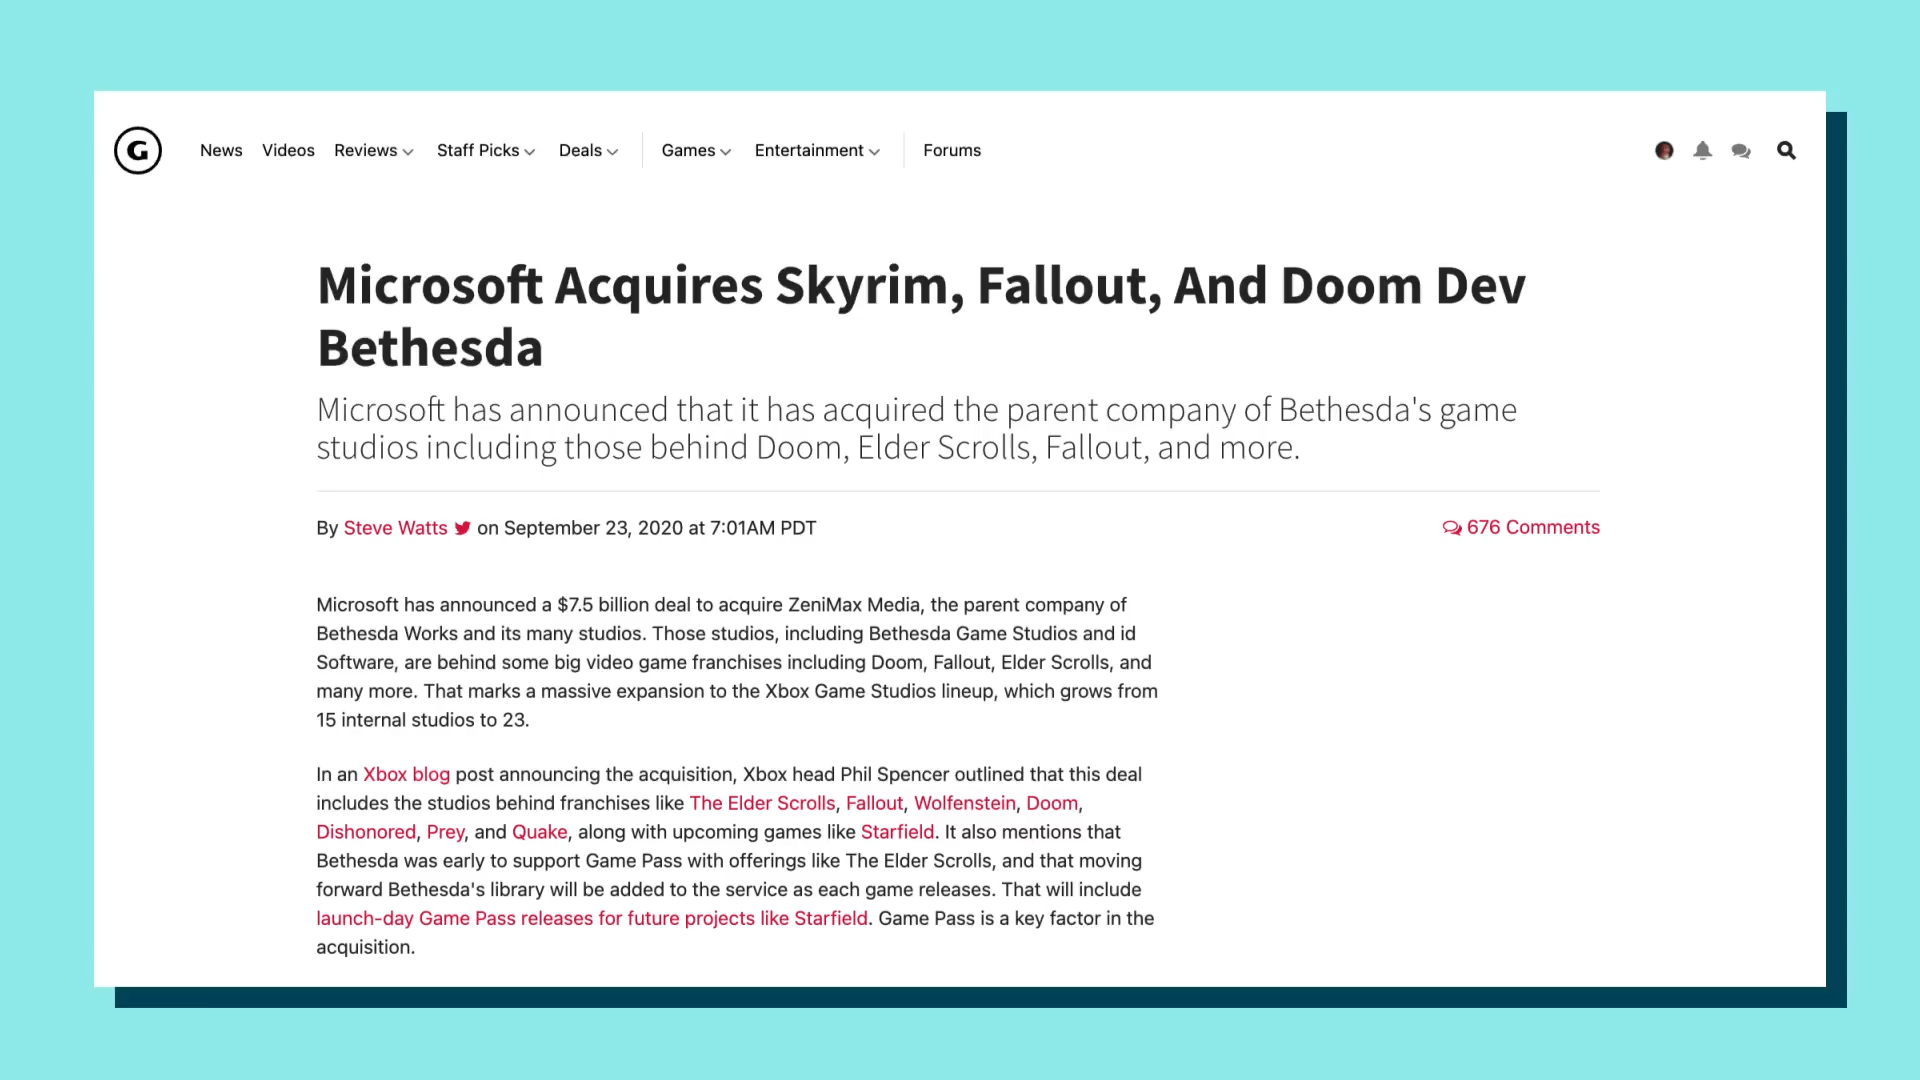 G
News Videos Reviews Staff Picks Deals Games Entertainment Forums
Microsoft Acquires Skyrim, Fallout, And Doom Dev
Bethesda
Microsoft has announced that it has acquired the parent company of Bethesda's game
studios including those behind Doom, Elder Scrolls, Fallout, and more.
By Steve Watts on September 23, 2020 at 7:01AM PDT
676 Comments
Microsoft has announced a $7.5 billion deal to acquire ZeniMax Media, the parent company of
Bethesda Works and its many studios. Those studios, including Bethesda Game Studios and id
Software, are behind some big video game franchises including Doom, Fallout, Elder Scrolls, and
many more. That marks a massive expansion to the Xbox Game Studios lineup, which grows from
15 internal studios to 23.
In an Xbox blog post announcing the acquisition, Xbox head Phil Spencer outlined that this deal
includes the studios behind franchises like The Elder Scrolls, Fallout, Wolfenstein, Doom,
Dishonored, Prey, and Quake, along with upcoming games like Starfield. It also mentions that
Bethesda was early to support Game Pass with offerings like The Elder Scrolls, and that moving
forward Bethesda's library will be added to the service as each game releases. That will include
launch-day Game Pass releases for future projects like Starfield. Game Pass is a key factor in the
acquisition.